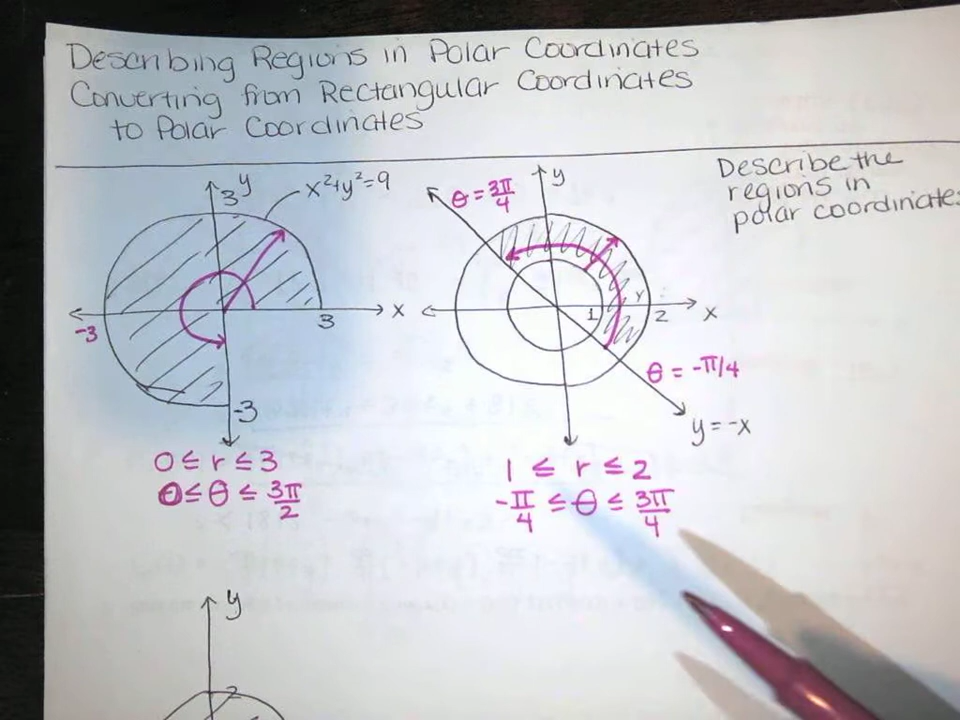 Describing Regions in Polar Coordinates
Converting from Rectangular Coordinates
to Polar Coordinates
Describe the
regions in
polar coordinates
3 y
x²+y²=9
x
-3
3
-3
0 ≤ r ≤ 3
0 ≤ θ ≤ 3π/2
θ = 3π/4
y
x
1
2
θ = -π/4
y = -x
1 ≤ r ≤ 2
-π/4 ≤ θ ≤ 3π/4
y
2